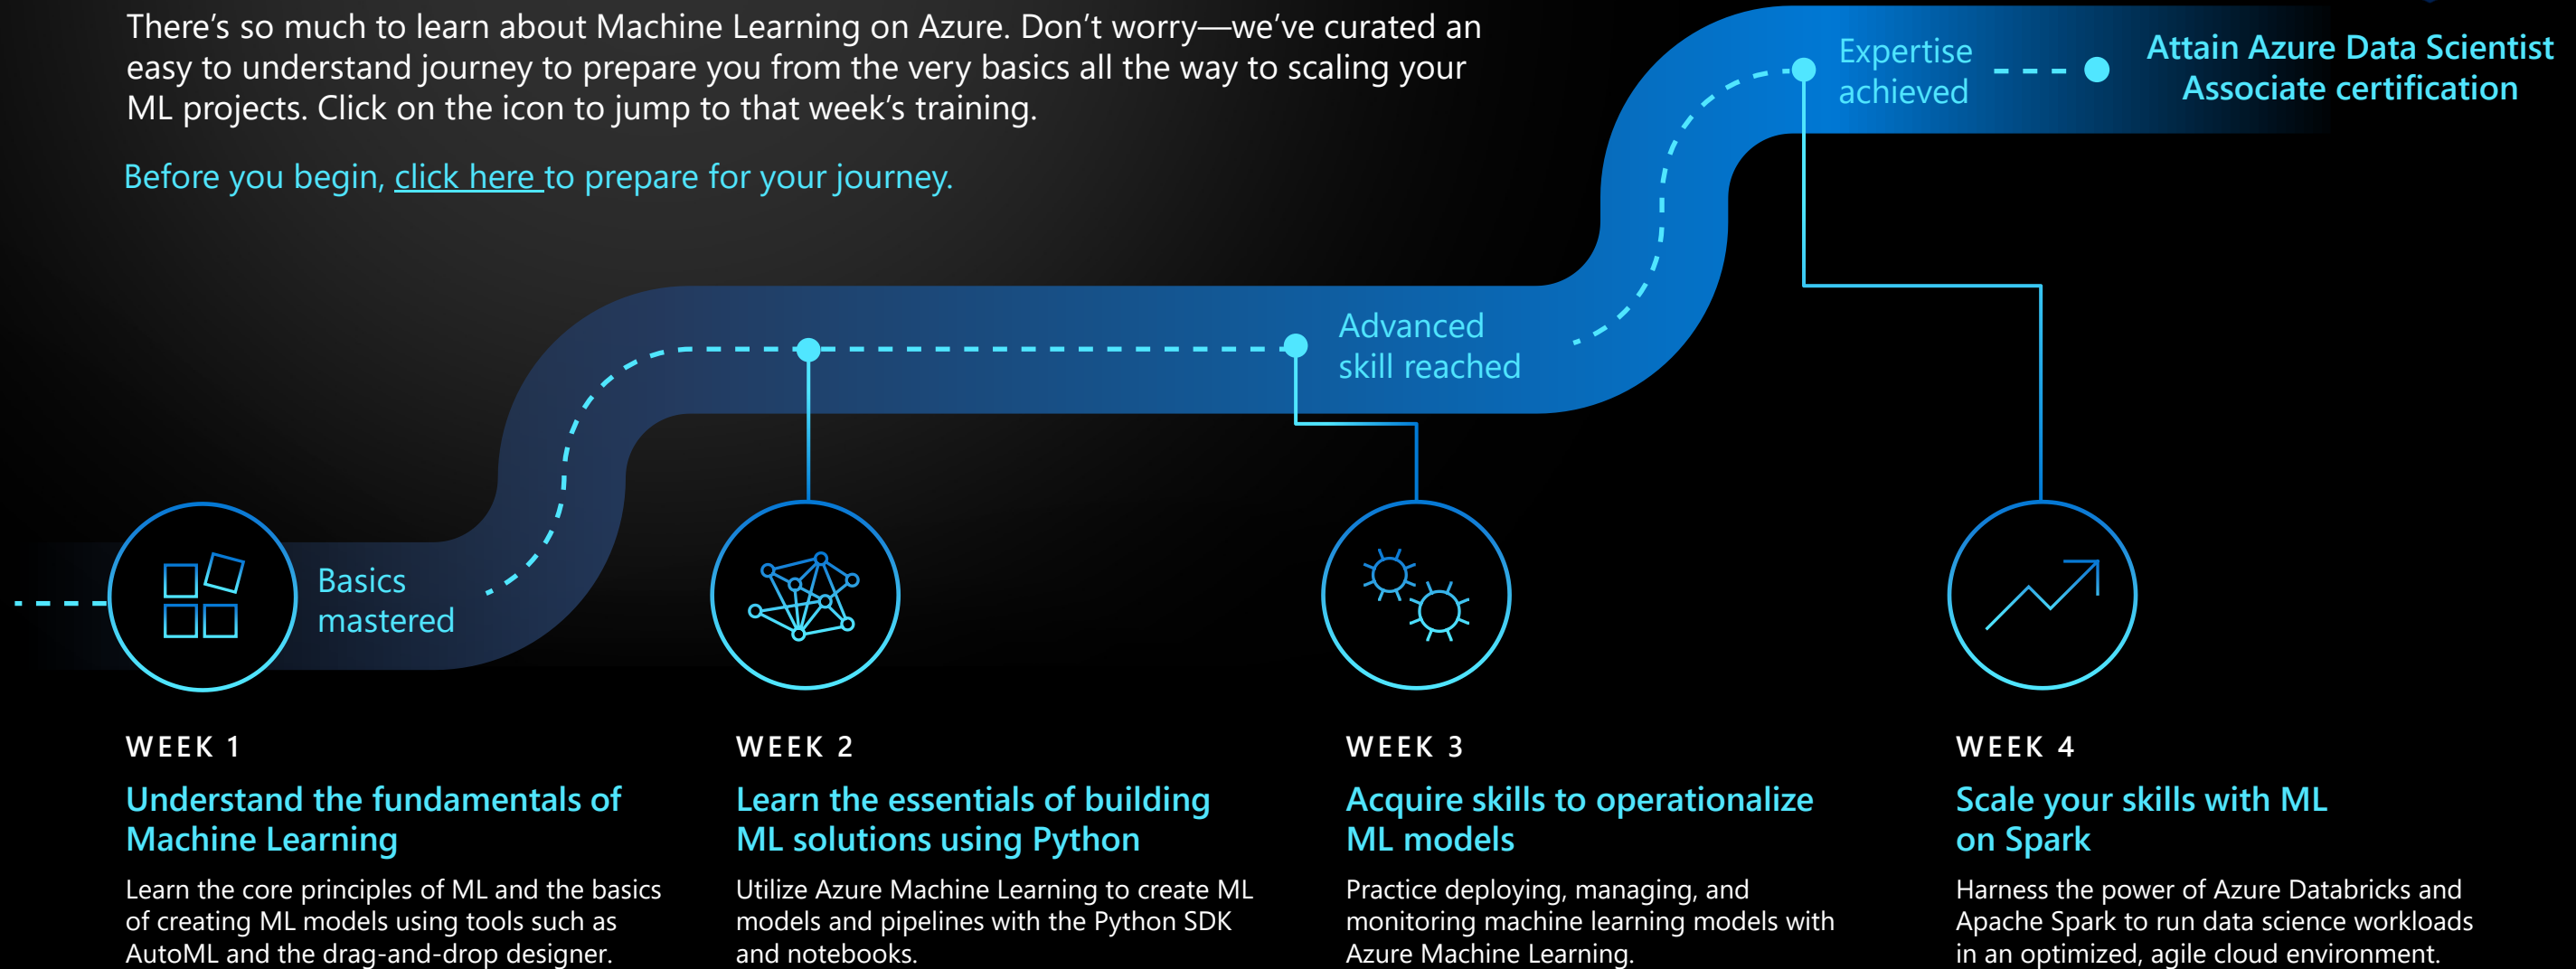 There’s so much to learn about Machine Learning on Azure. Don’t worry—we’ve curated an
easy to understand journey to prepare you from the very basics all the way to scaling your
ML projects. Click on the icon to jump to that week’s training.
Before you begin, click here to prepare for your journey.
Expertise
achieved
Attain Azure Data Scientist
Associate certification
Advanced
skill reached
Basics
mastered
WEEK 1
Understand the fundamentals of
Machine Learning
Learn the core principles of ML and the basics
of creating ML models using tools such as
AutoML and the drag-and-drop designer.
WEEK 2
Learn the essentials of building
ML solutions using Python
Utilize Azure Machine Learning to create ML
models and pipelines with the Python SDK
and notebooks.
WEEK 3
Acquire skills to operationalize
ML models
Practice deploying, managing, and
monitoring machine learning models with
Azure Machine Learning.
WEEK 4
Scale your skills with ML
on Spark
Harness the power of Azure Databricks and
Apache Spark to run data science workloads
in an optimized, agile cloud environment.